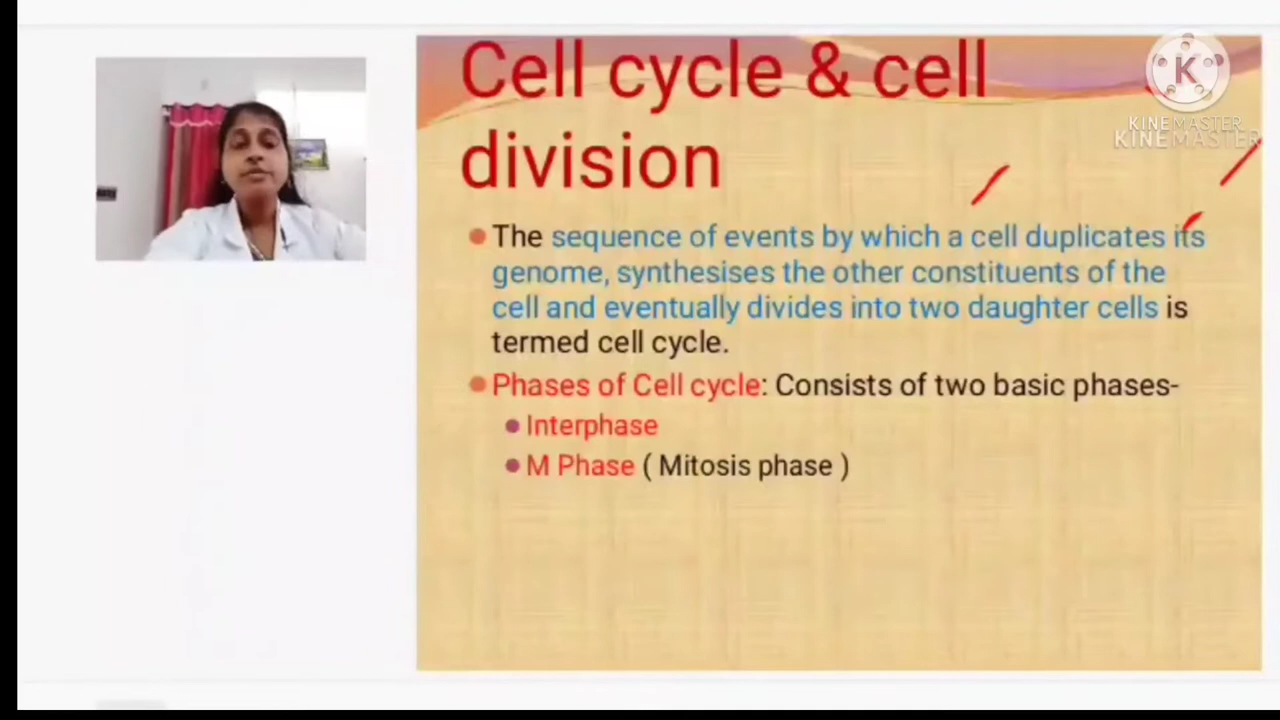 Cell cycle & cell
division
The sequence of events by which a cell duplicates its
genome, synthesises the other constituents of the
cell and eventually divides into two daughter cells is
termed cell cycle.
Phases of Cell cycle: Consists of two basic phases-
Interphase
M Phase ( Mitosis phase )
K
KINEMASTER
KINEMASTER